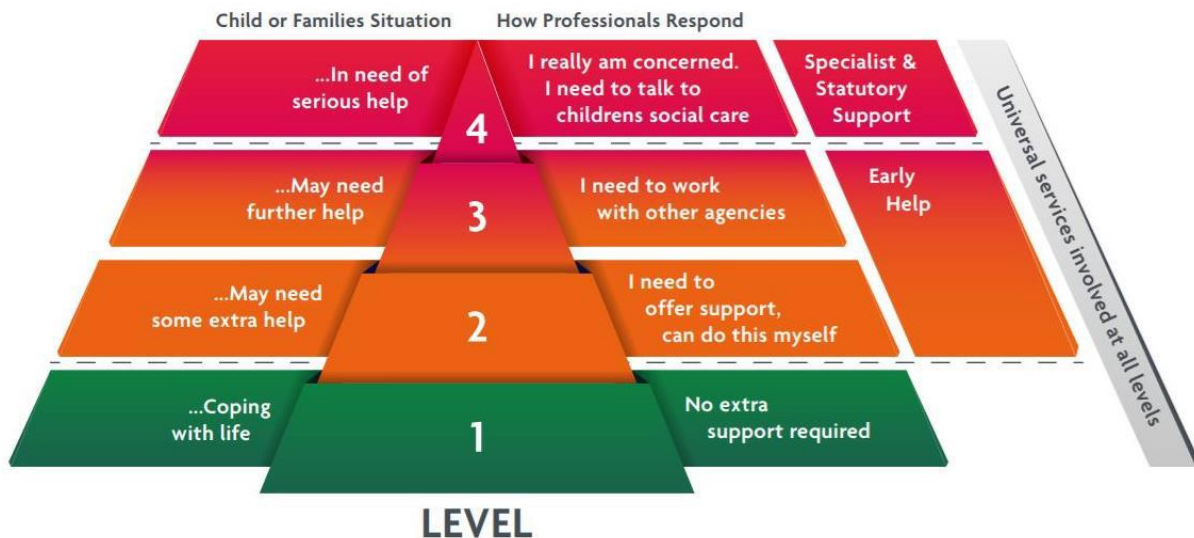 Child or Families Situation
How Professionals Respond
...In need of
serious help
4
I really am concerned.
I need to talk to
childrens social care
Specialist &
Statutory
Support
...May need
further help
3
I need to work
with other agencies
Early
Help
...May need
some extra help
2
I need to
offer support,
can do this myself
...Coping
with life
1
No extra
support required
Universal services involved at all levels
LEVEL